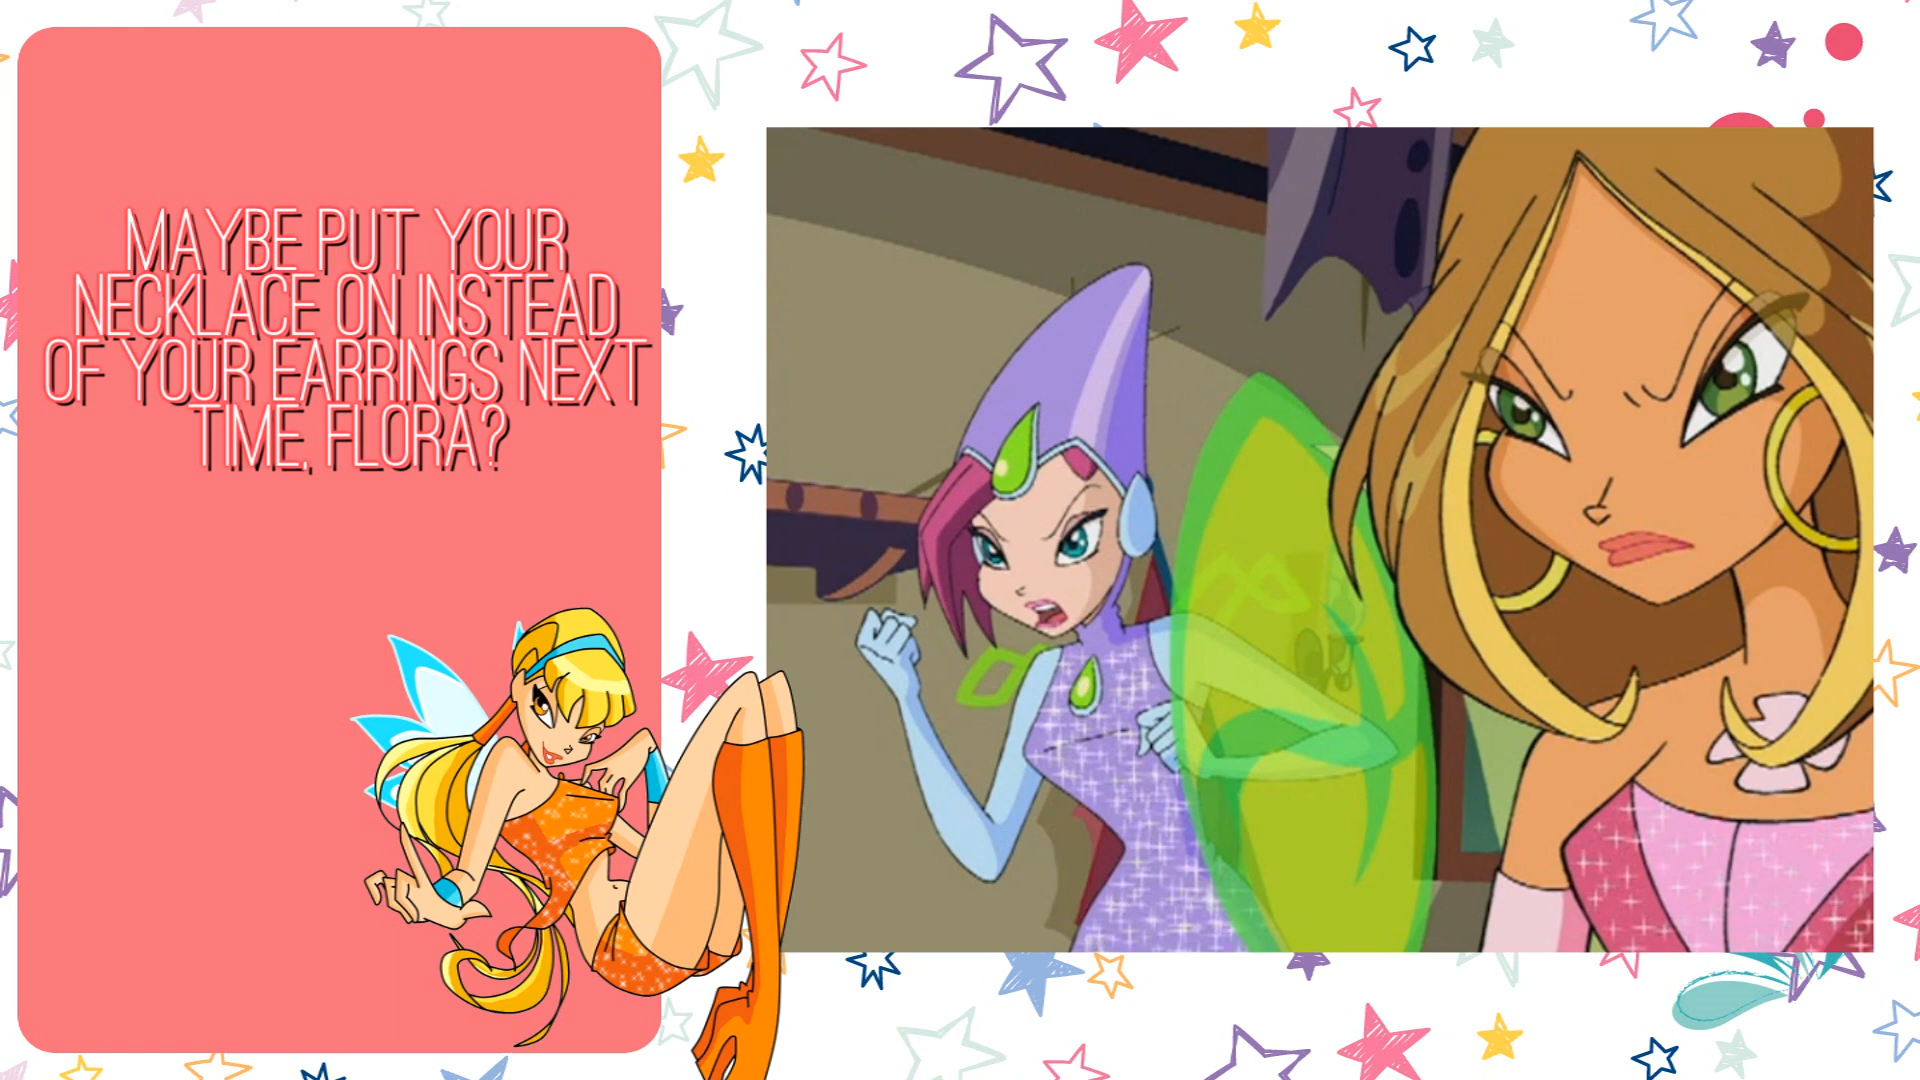 MAYBE PUT YOUR
NECKLACE ON INSTEAD
OF YOUR EARRINGS NEXT
TIME, FLORA?